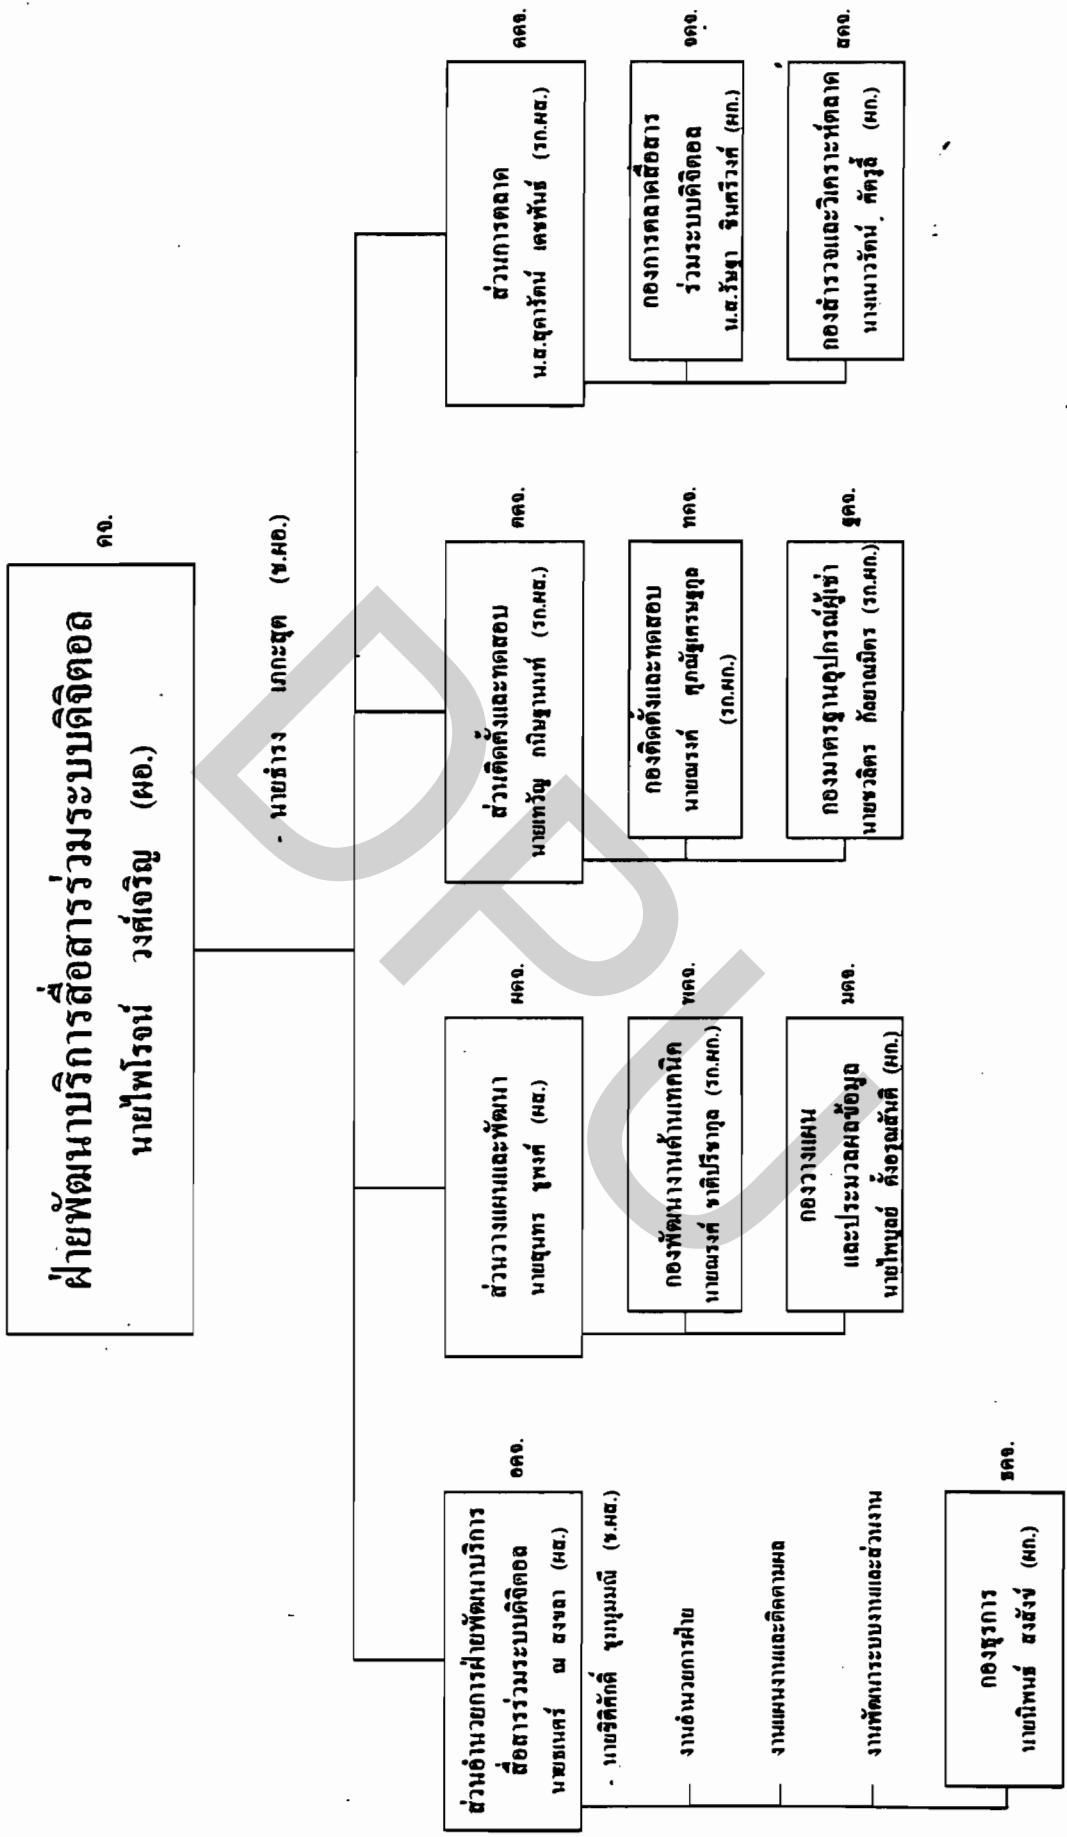 ฝ่ายพัฒนาบริการสื่อสารร่วมระบบดิจิตอล
นายไพโรจน์ วงศ์เจริญ (ผอ.)
ดจ.
- นายธำรง เภกะสุต (ช.ผอ.)
ส่วนอำนวยการฝ่ายพัฒนาบริการ
สื่อสารร่วมระบบดิจิตอล
นายธเนศร์ ณ สงขลา (ผส.)
อดจ.
- นายชิติศักดิ์ ชูมนุมมณี (ช.ผส.)
งานอำนวยการฝ่าย
งานแผนงานและติดตามผล
งานพัฒนาระบบงานและส่วนงาน
กองธุรการ
นายนิพนธ์ สงสังข์ (ผก.)
ธดจ.
ส่วนวางแผนและพัฒนา
นายสุนทร ชูพงศ์ (ผส.)
ผดจ.
กองพัฒนางานด้านเทคนิค
นายณรงค์ ชาติปรีชากุล (รก.ผก.)
พดจ.
กองวางแผน
และประมวลผลข้อมูล
นายไพบูลย์ ตั้งอรุณสันติ (ผก.)
มดจ.
ส่วนติดตั้งและทดสอบ
นายเทวัญ กนิษฐานนท์ (รก.ผส.)
ตดจ.
กองติดตั้งและทดสอบ
นายณรงค์ ศุภณัฐเศรษฐกุล
(รก.ผก.)
ทดจ.
กองมาตรฐานอุปกรณ์ผู้เช่า
นายชวลิตร กัลยาณมิตร (รก.ผก.)
ฐดจ.
ส่วนการตลาด
น.ส.สุดารัตน์ เดชพันธ์ (รก.ผส.)
ดดจ.
กองการตลาดสื่อสาร
ร่วมระบบดิจิตอล
น.ส.รัษฐา ชินศรีวงศ์ (ผก.)
จดจ.
กองสำรวจและวิเคราะห์ตลาด
นางเนาวรัตน์ (ผก.)
สดจ.
DPU